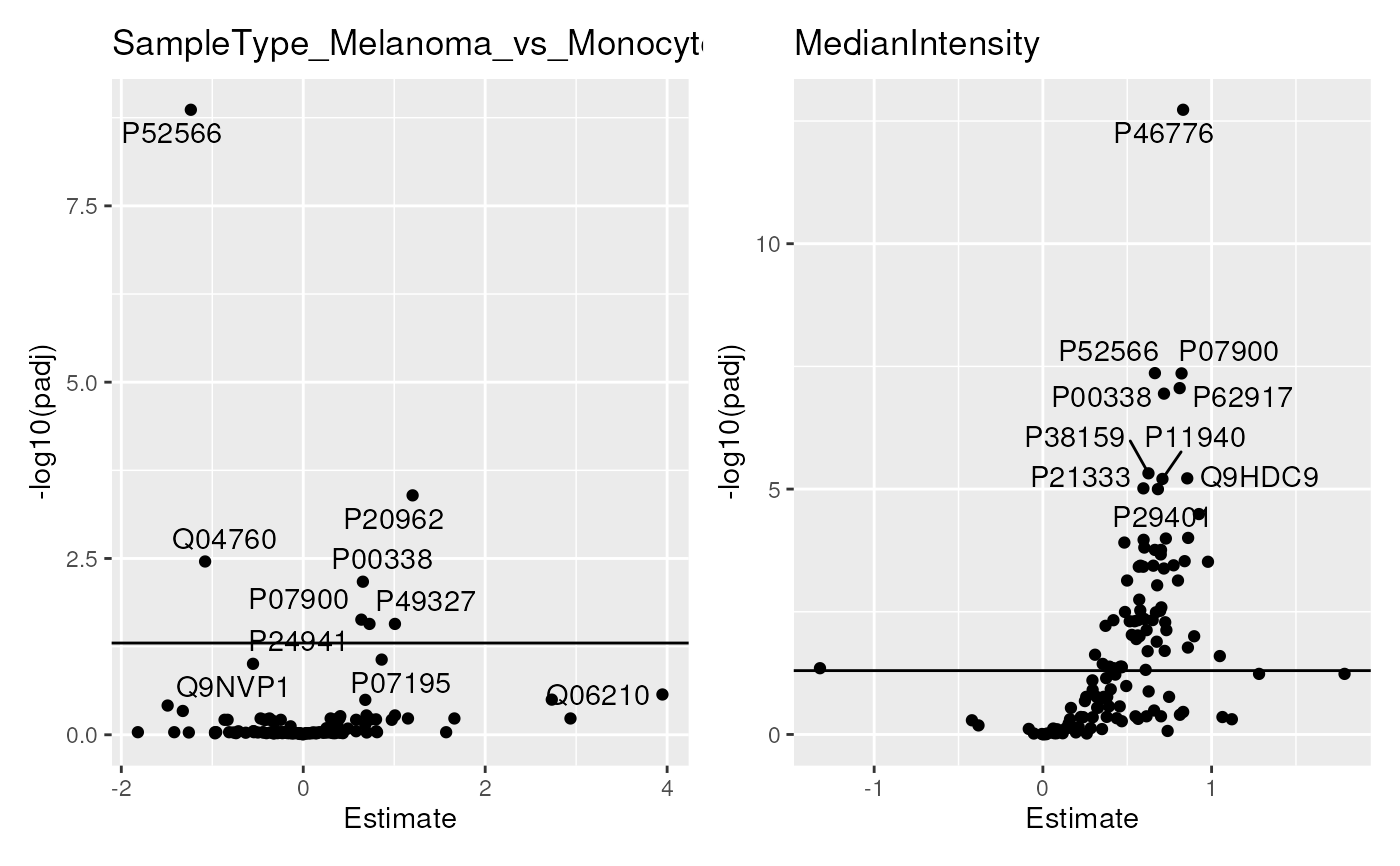 SampleType_Melanoma_vs_Monocyt
P52566
7.5
5.0
2.5
0.0
-log10(padj)
P20962
Q04760
P00338
P07900
P49327
P24941
Q9NVP1
P07195
Q06210
-2
0
2
4
Estimate
MedianIntensity
P46776
10
5
0
-log10(padj)
P52566
P07900
P00338
P62917
P38159
P11940
P21333
Q9HDC9
P29401
-1
0
1
Estimate